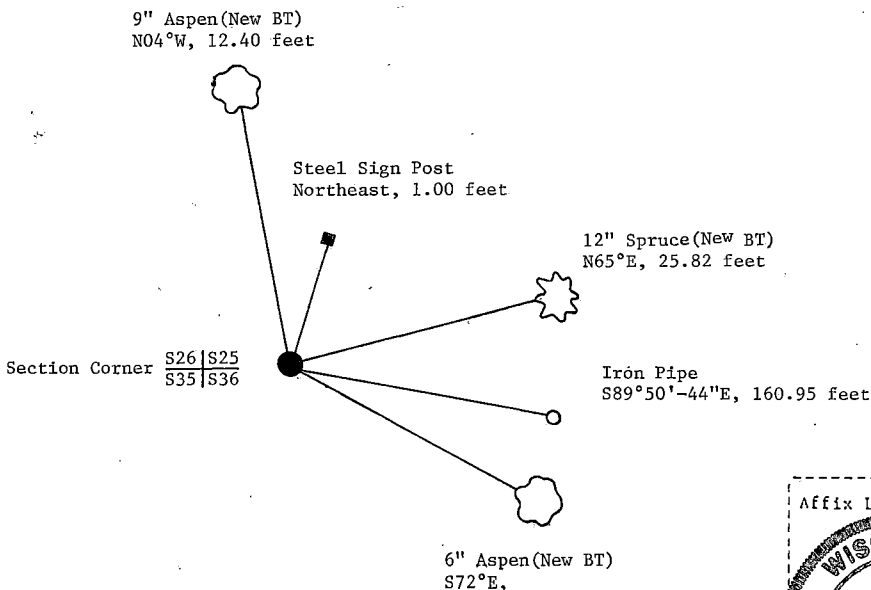 9" Aspen(New BT)
N04°W, 12.40 feet
Steel Sign Post
Northeast, 1.00 feet
12" Spruce(New BT)
N65°E, 25.82 feet
Section Corner S26|S25
S35|S36
Irón Pipe
S89°50'-44"E, 160.95 feet
6" Aspen(New BT)
S72°E,
Affix